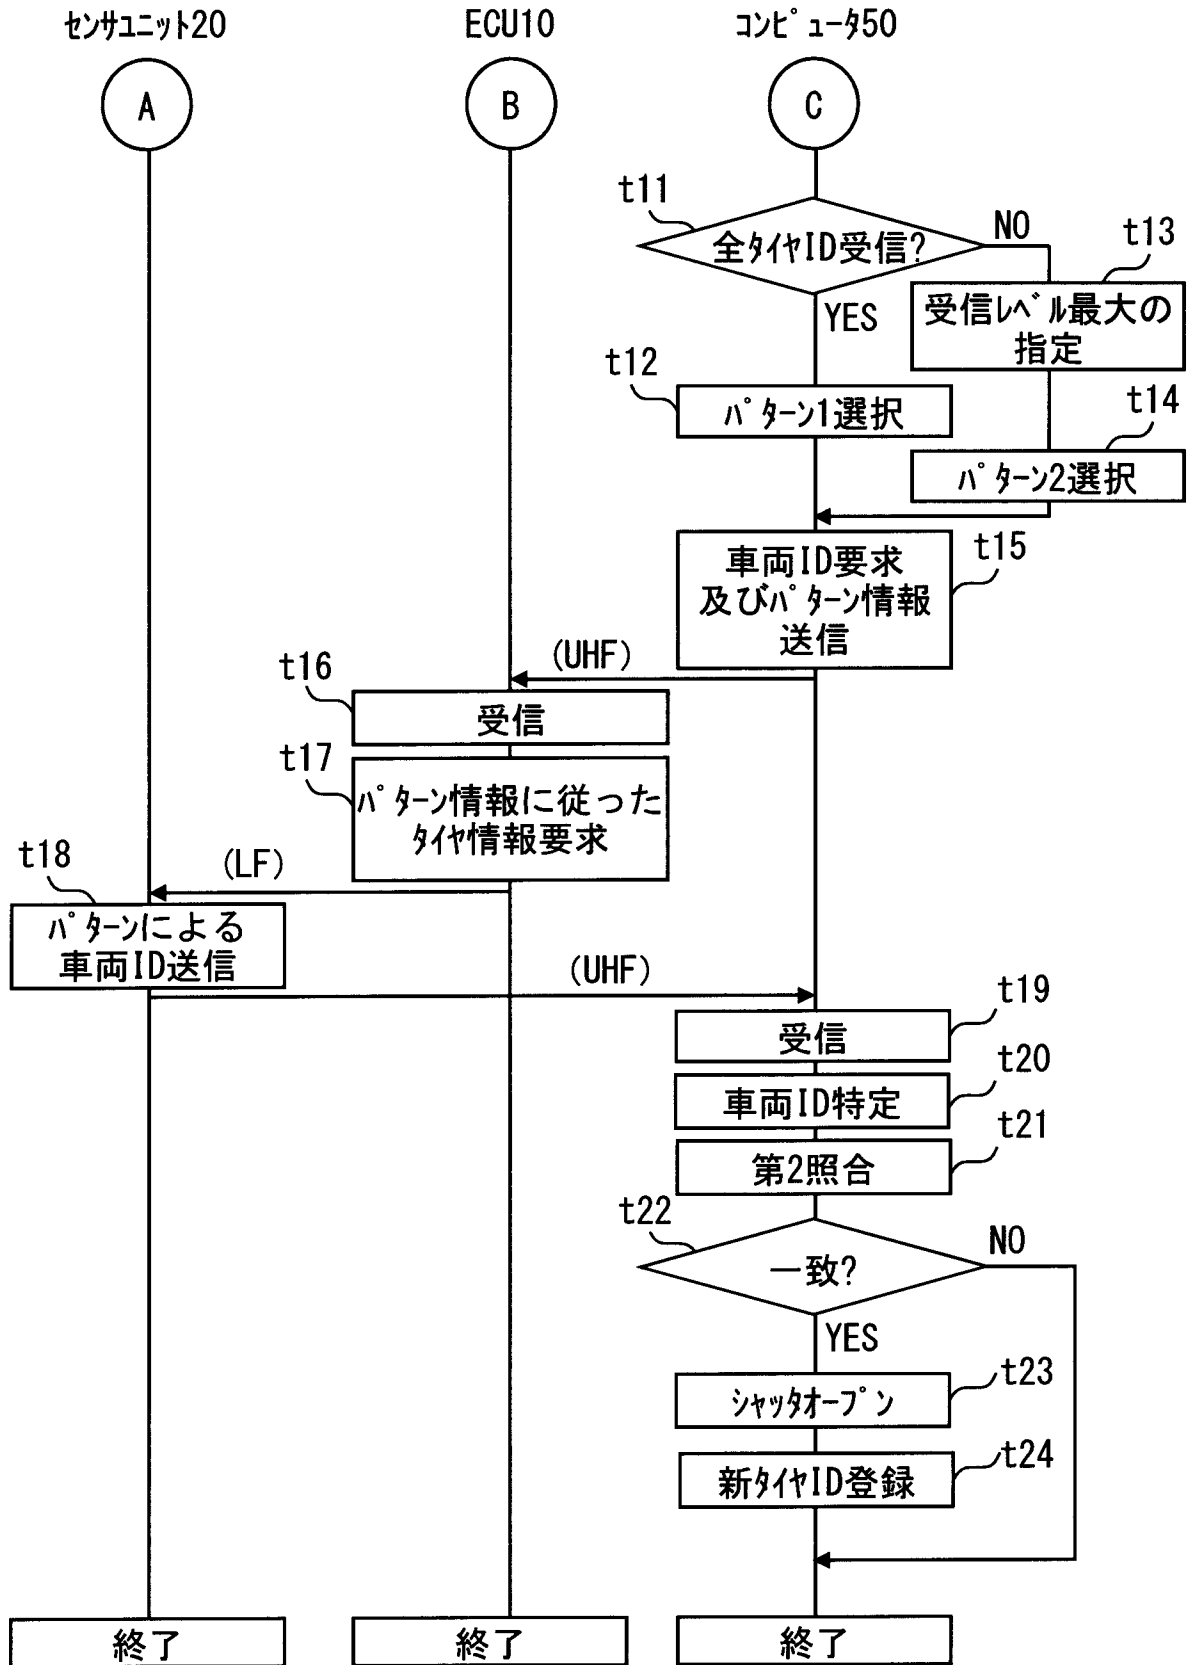 センサユニット20
ECU10
コンピュータ50
A
B
C
t11
全タイヤID受信?
NO
YES
t13
受信レベル最大の
指定
t12
パターン1選択
t14
パターン2選択
t15
車両ID要求
及びパターン情報
送信
(UHF)
t16
受信
t17
パターン情報に従った
タイヤ情報要求
t18
(LF)
パターンによる
車両ID送信
(UHF)
t19
受信
t20
車両ID特定
t21
第2照合
t22
一致?
NO
YES
t23
シャッタオープン
t24
新タイヤID登録
終了
終了
終了